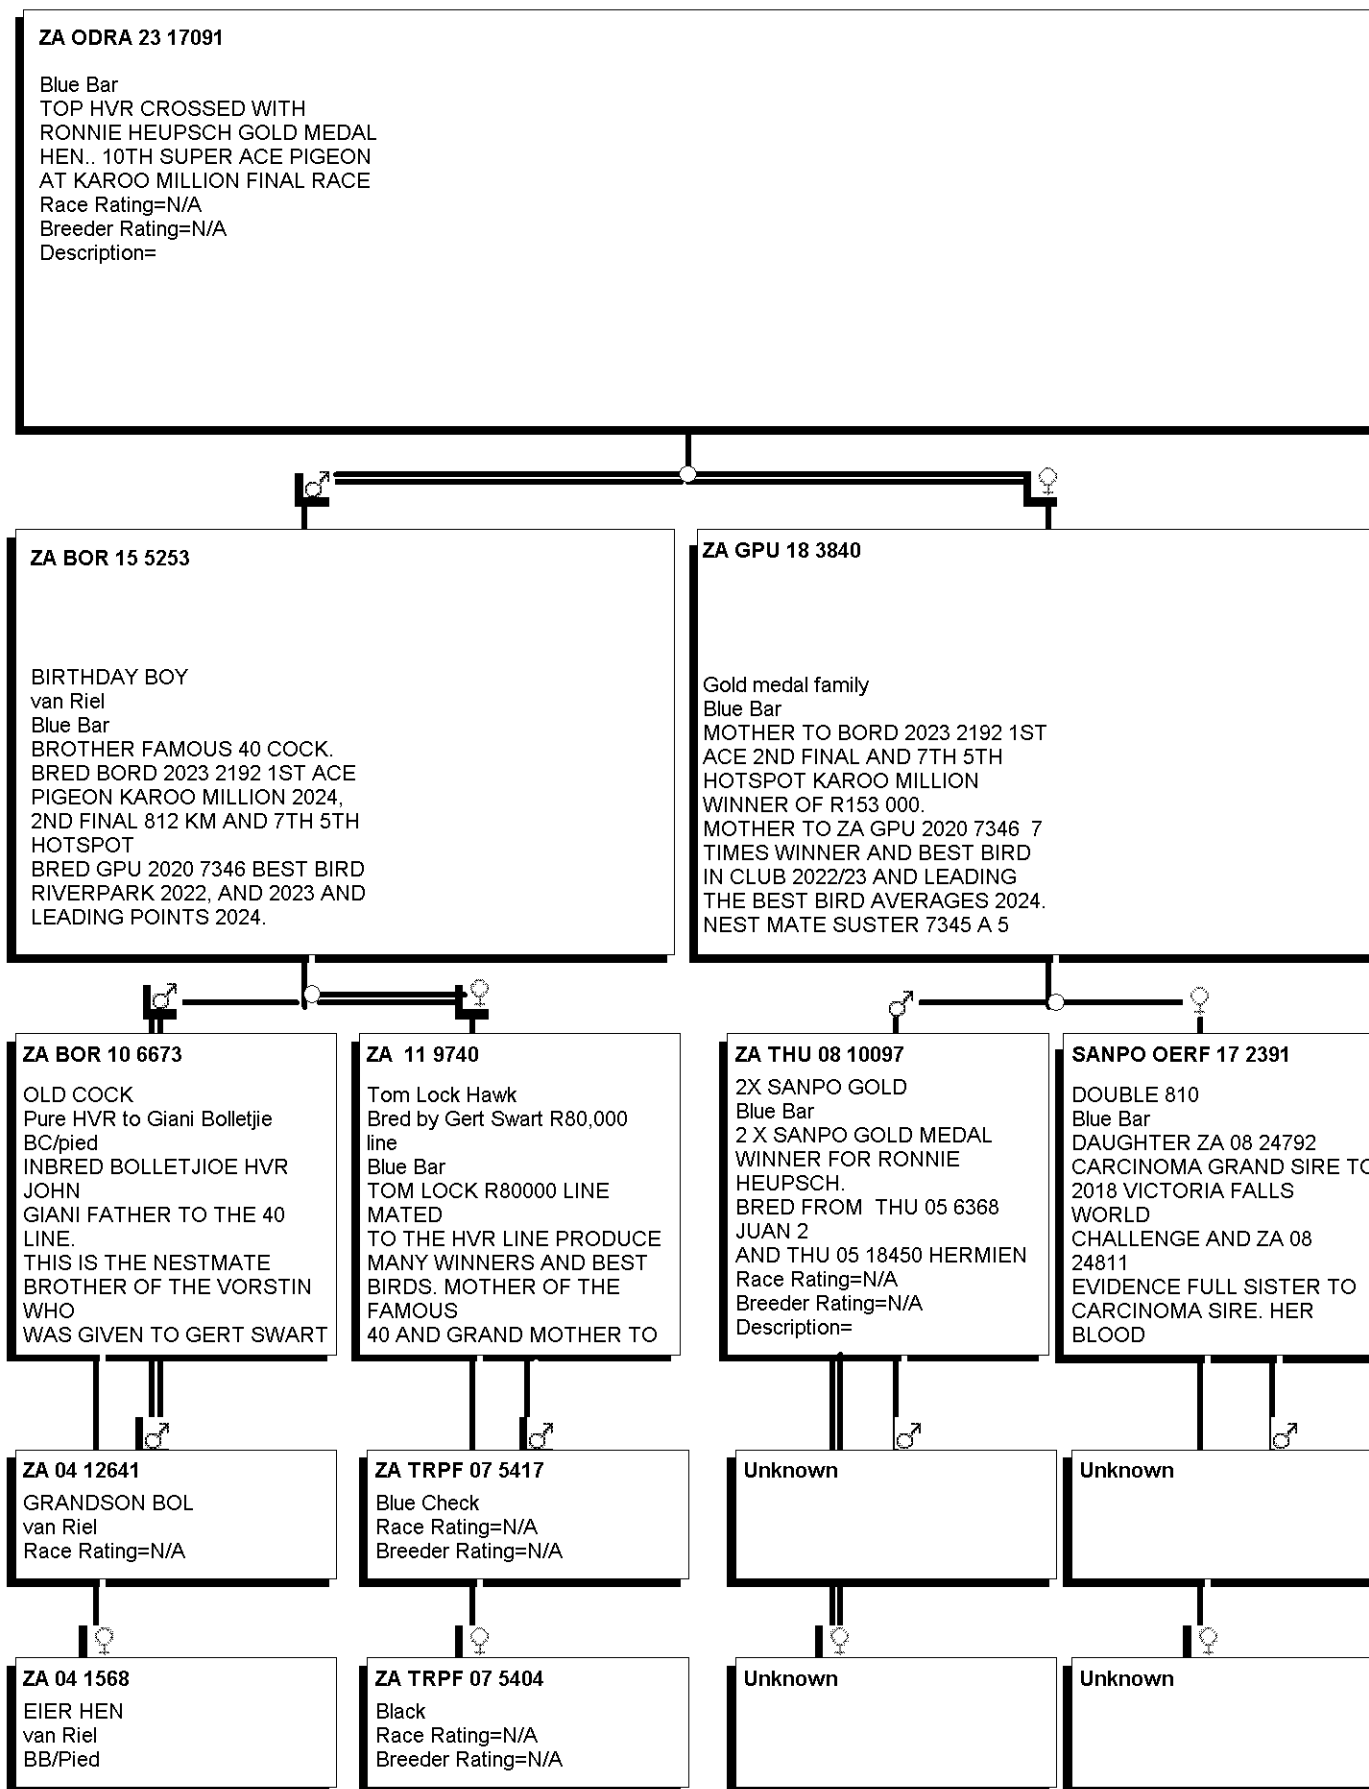 ZA ODRA 23 17091
Blue Bar
TOP HVR CROSSED WITH
RONNIE HEUPSCH GOLD MEDAL
HEN.. 10TH SUPER ACE PIGEON
AT KAROO MILLION FINAL RACE
Race Rating=N/A
Breeder Rating=N/A
Description=
ZA BOR 15 5253
BIRTHDAY BOY
van Riel
Blue Bar
BROTHER FAMOUS 40 COCK.
BRED BORD 2023 2192 1ST ACE
PIGEON KAROO MILLION 2024,
2ND FINAL 812 KM AND 7TH 5TH
HOTSPOT
BRED GPU 2020 7346 BEST BIRD
RIVERPARK 2022, AND 2023 AND
LEADING POINTS 2024.
ZA GPU 18 3840
Gold medal family
Blue Bar
MOTHER TO BORD 2023 2192 1ST
ACE 2ND FINAL AND 7TH 5TH
HOTSPOT KAROO MILLION
WINNER OF R153 000.
MOTHER TO ZA GPU 2020 7346 7
TIMES WINNER AND BEST BIRD
IN CLUB 2022/23 AND LEADING
THE BEST BIRD AVERAGES 2024.
NEST MATE SUSTER 7345 A 5
ZA BOR 10 6673
OLD COCK
Pure HVR to Giani Bolletjie
BC/pied
INBRED BOLLETJIOE HVR
JOHN
GIANI FATHER TO THE 40
LINE.
THIS IS THE NESTMATE
BROTHER OF THE VORSTIN
WHO
WAS GIVEN TO GERT SWART
ZA 11 9740
Tom Lock Hawk
Bred by Gert Swart R80,000
line
Blue Bar
TOM LOCK R80000 LINE
MATED
TO THE HVR LINE PRODUCE
MANY WINNERS AND BEST
BIRDS. MOTHER OF THE
FAMOUS
40 AND GRAND MOTHER TO
ZA THU 08 10097
2X SANPO GOLD
Blue Bar
2 X SANPO GOLD MEDAL
WINNER FOR RONNIE
HEUPSCH.
BRED FROM THU 05 6368
JUAN 2
AND THU 05 18450 HERMIEN
Race Rating=N/A
Breeder Rating=N/A
Description=
SANPO OERF 17 2391
DOUBLE 810
Blue Bar
DAUGHTER ZA 08 24792
CARCINOMA GRAND SIRE TO
2018 VICTORIA FALLS
WORLD
CHALLENGE AND ZA 08
24811
EVIDENCE FULL SISTER TO
CARCINOMA SIRE. HER
BLOOD
ZA 04 12641
GRANDSON BOL
van Riel
Race Rating=N/A
ZA TRPF 07 5417
Blue Check
Race Rating=N/A
Breeder Rating=N/A
Unknown
Unknown
ZA 04 1568
EIER HEN
van Riel
BB/Pied
ZA TRPF 07 5404
Black
Race Rating=N/A
Breeder Rating=N/A
Unknown
Unknown